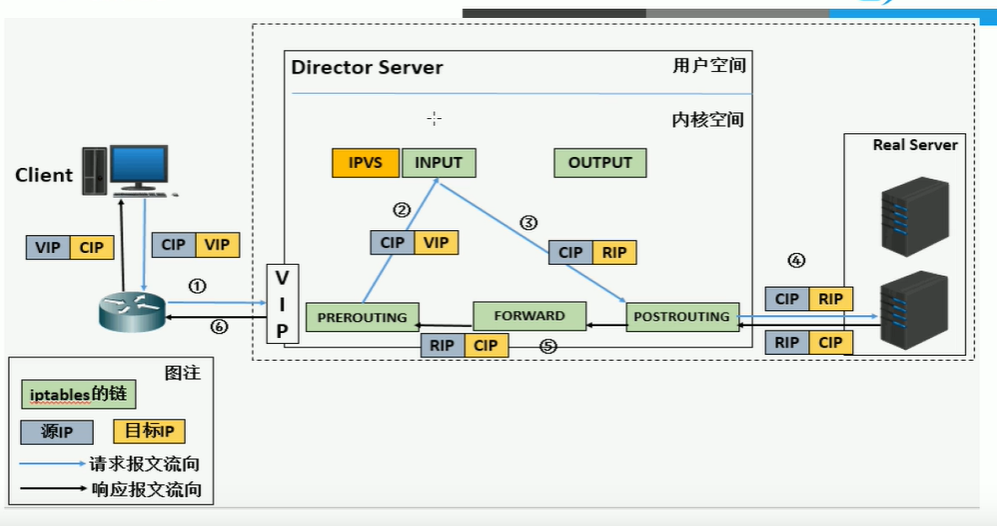 Director Server
用户空间
内核空间
Real Server
IPVS
INPUT
OUTPUT
Client
②
③
CIP VIP
CIP RIP
VIP CIP
CIP VIP
④
①
VIP
CIP RIP
PREROUTING
FORWARD
POSTROUTING
⑥
RIP CIP
⑤
RIP CIP
图注
iptables的链
源IP
目标IP
请求报文流向
响应报文流向